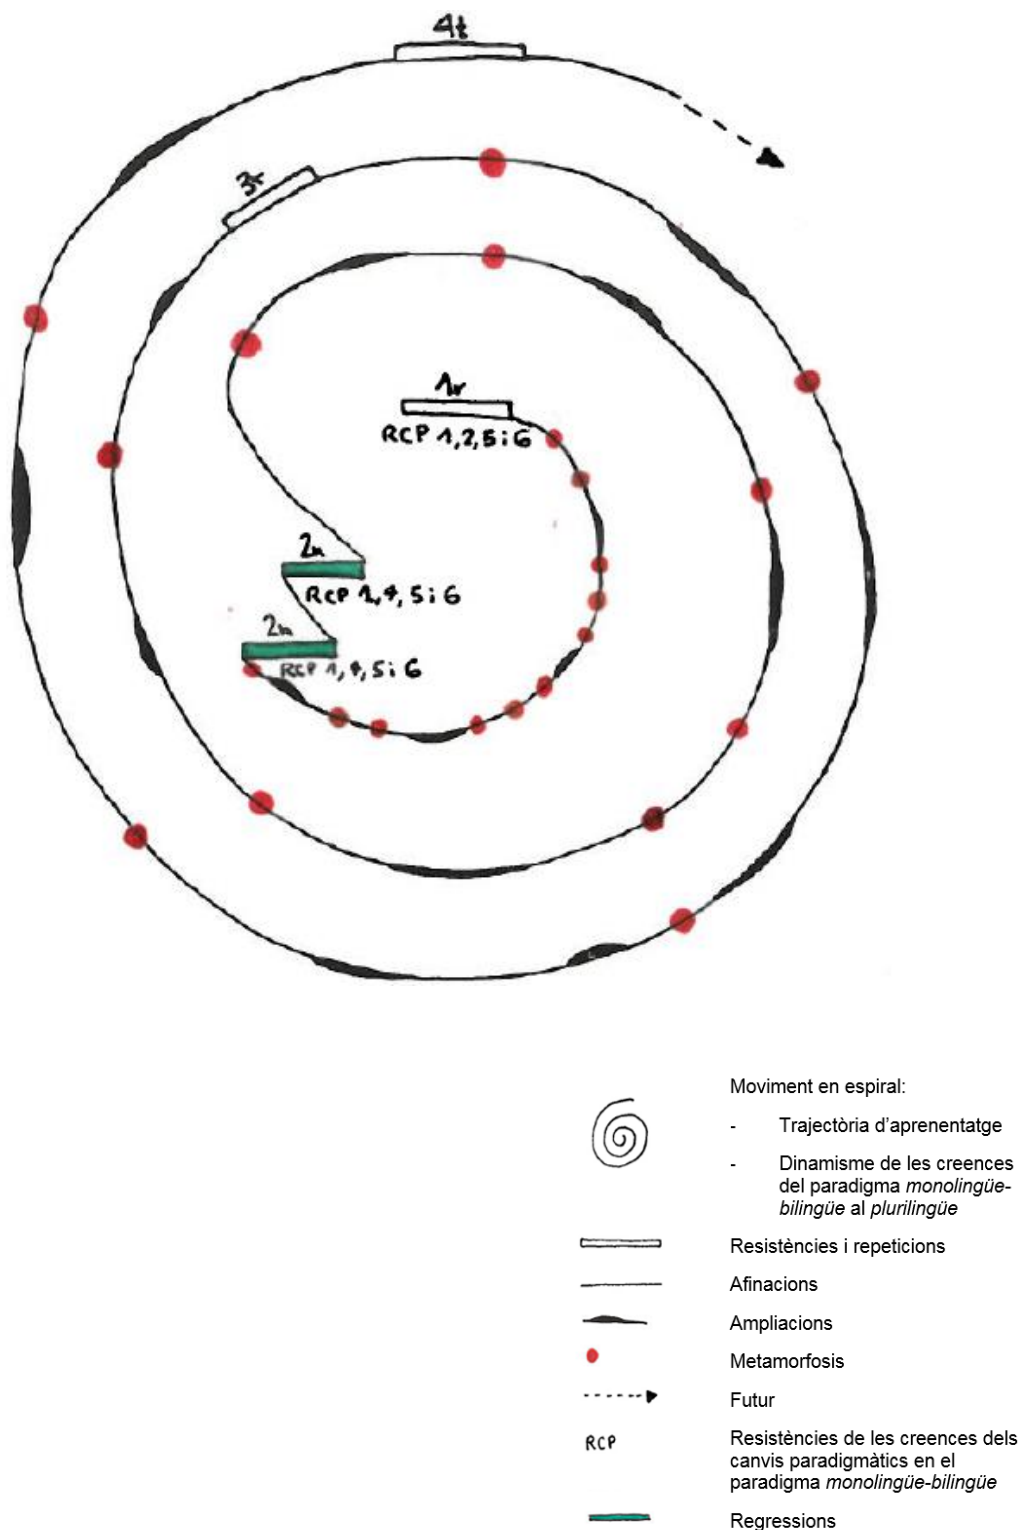 4t
3r
1r
RCP 1,2,5 i 6
2n
RCP 1,4,5 i 6
2n
RCP 1,4,5 i 6
Moviment en espiral:
- Trajectòria d’aprenentatge
- Dinamisme de les creences
del paradigma monolingüe-
bilingüe al plurilingüe
Resistències i repeticions
Afinacions
Ampliacions
Metamorfosis
Futur
RCP
Resistències de les creences dels
canvis paradigmàtics en el
paradigma monolingüe-bilingüe
Regressions